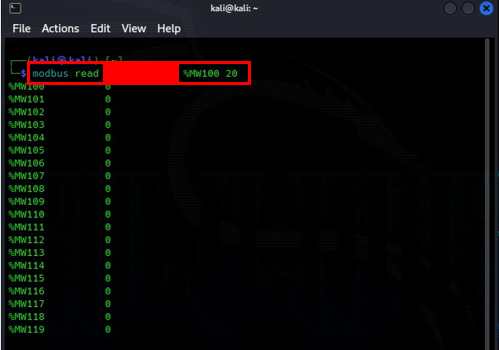 kali@kali: ~
File Actions Edit View Help
(kali㉿kali)-[~]
$ modbus read %MW100 20
%MW100 0
%MW101 0
%MW102 0
%MW103 0
%MW104 0
%MW105 0
%MW106 0
%MW107 0
%MW108 0
%MW109 0
%MW110 0
%MW111 0
%MW112 0
%MW113 0
%MW114 0
%MW115 0
%MW116 0
%MW117 0
%MW118 0
%MW119 0